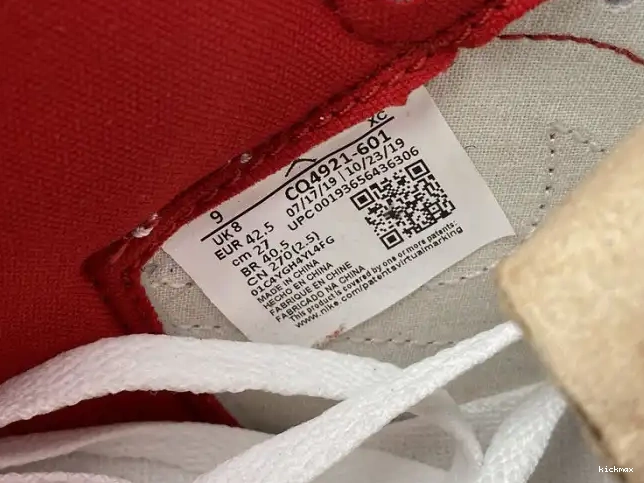 XC
CQ4921-601
07/17/19 | 10/23/19
UPC00193656436306
9
UK 8
EUR 42.5
cm 27
BR 40.5
CN 270(2.5)
01C4YGH4YL4FG
MADE IN CHINA
HECHO EN CHINA
FABRIQUE EN CHINE
FABRICADO NA CHINA
This product is covered by one or more patents:
www.nike.com/patentsvirtualmarking
kickmax